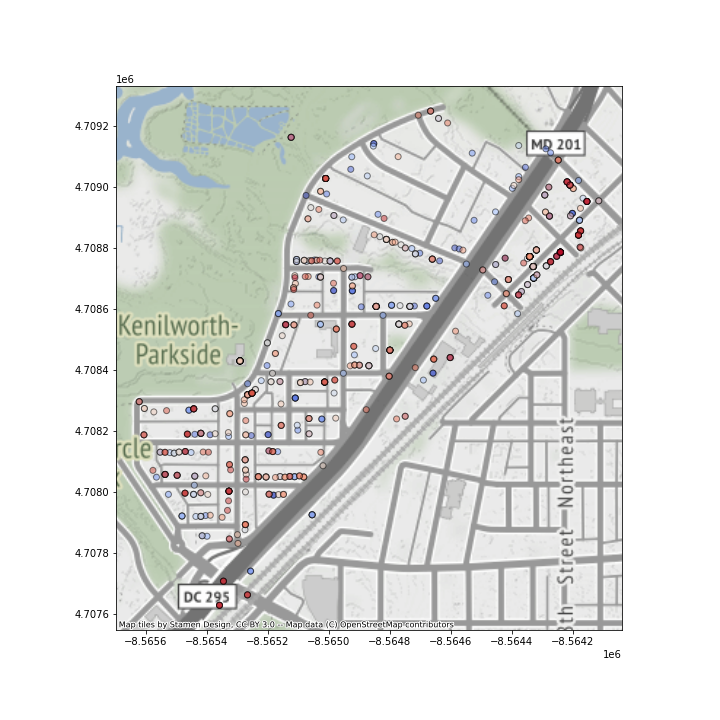 1e6
4.7092
MD 201
4.7090
4.7088
4.7086
Kenilworth-
Parkside
4.7084
rcle
4.7082
8th Street Northeast
4.7080
4.7078
DC 295
4.7076
Map tiles by Stamen Design, CC BY 3.0 -- Map data (C) OpenStreetMap contributors
−8.5656 −8.5654 −8.5652 −8.5650 −8.5648 −8.5646 −8.5644 −8.5642
1e6